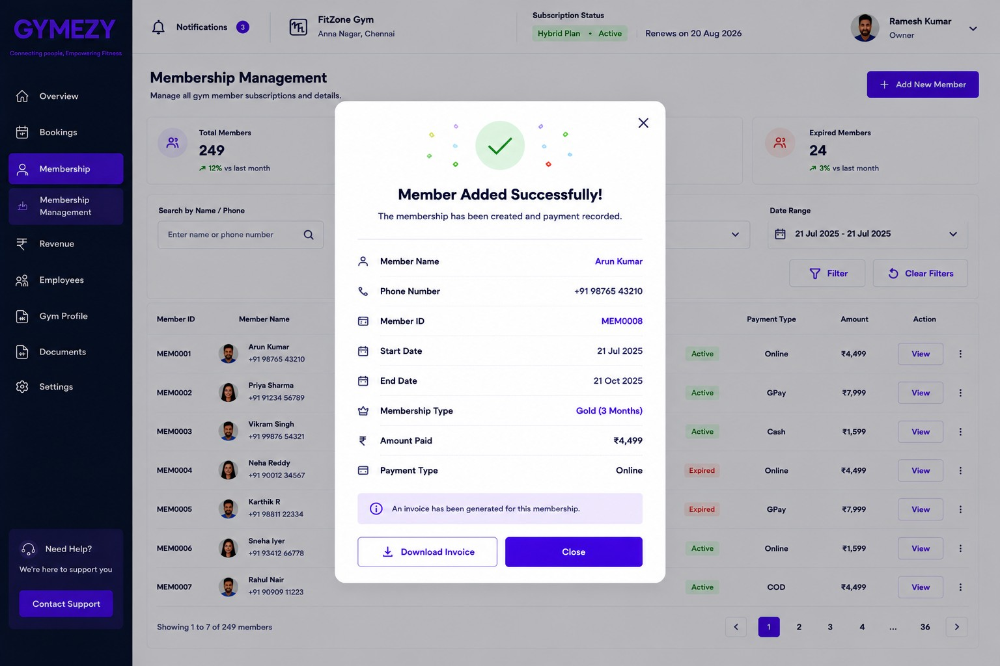 GYMEZY
Connecting people, Empowering Fitness
Overview
Bookings
Membership
Membership
Management
Revenue
Employees
Gym Profile
Documents
Settings
Need Help?
We're here to support you
Contact Support
Notifications 3
FitZone Gym
Anna Nagar, Chennai
Subscription Status
Hybrid Plan • Active Renews on 20 Aug 2026
Ramesh Kumar
Owner
Membership Management
Manage all gym member subscriptions and details.
+ Add New Member
Total Members
249
12% vs last month
Expired Members
24
3% vs last month
Search by Name / Phone
Enter name or phone number
Date Range
21 Jul 2025 - 21 Jul 2025
Filter
Clear Filters
Member ID Member Name Payment Type Amount Action
MEM0001 Arun Kumar Active Online ₹4,499 View
+91 98765 43210
MEM0002 Priya Sharma Active GPay ₹7,999 View
+91 91234 56789
MEM0003 Vikram Singh Active Cash ₹1,599 View
+91 99876 54321
MEM0004 Neha Reddy Expired Online ₹4,499 View
+91 90012 34567
MEM0005 Karthik R Expired GPay ₹7,999 View
+91 98811 22334
MEM0006 Sneha Iyer Active Online ₹1,599 View
+91 93412 66778
MEM0007 Rahul Nair Active COD ₹4,499 View
+91 90909 11223
Showing 1 to 7 of 249 members
1 2 3 4 ... 36
Member Added Successfully!
The membership has been created and payment recorded.
Member Name Arun Kumar
Phone Number +91 98765 43210
Member ID MEM0008
Start Date 21 Jul 2025
End Date 21 Oct 2025
Membership Type Gold (3 Months)
₹ Amount Paid ₹4,499
Payment Type Online
An invoice has been generated for this membership.
Download Invoice
Close